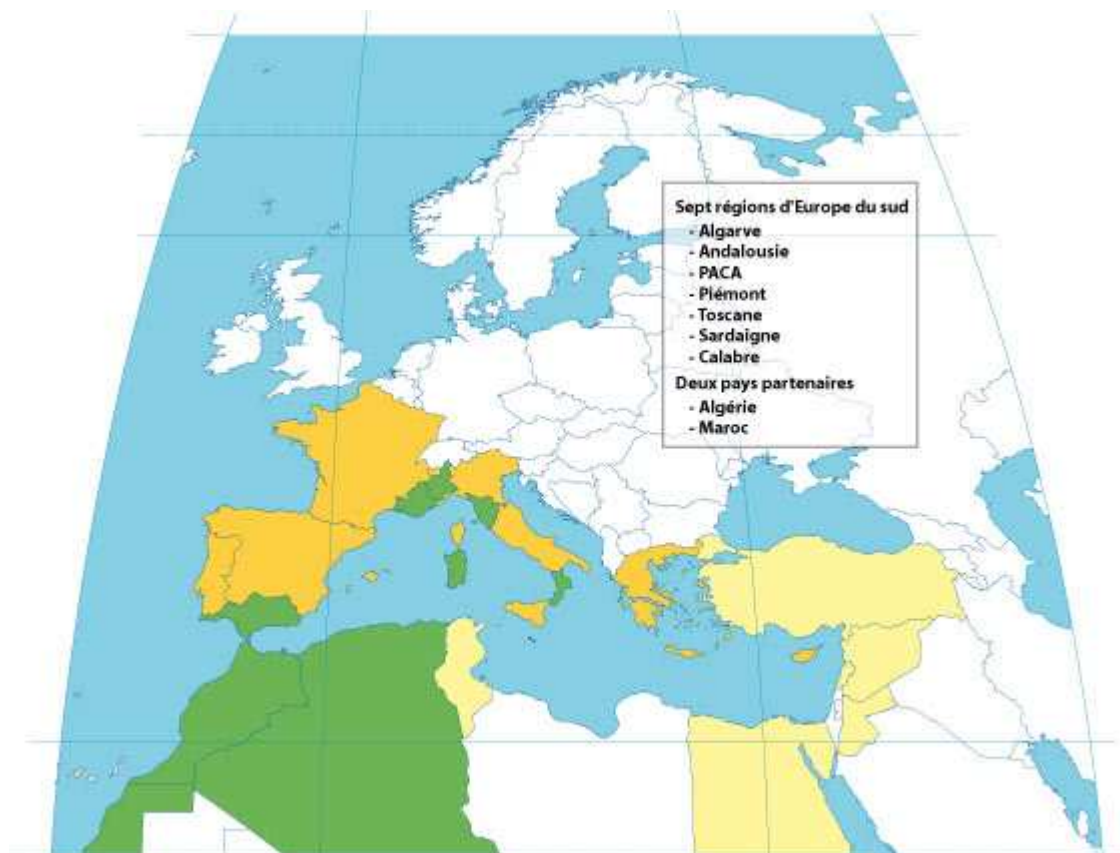 Sept régions d'Europe du sud
- Algarve
- Andalousie
- PACA
- Piémont
- Toscane
- Sardaigne
- Calabre
Deux pays partenaires
- Algérie
- Maroc